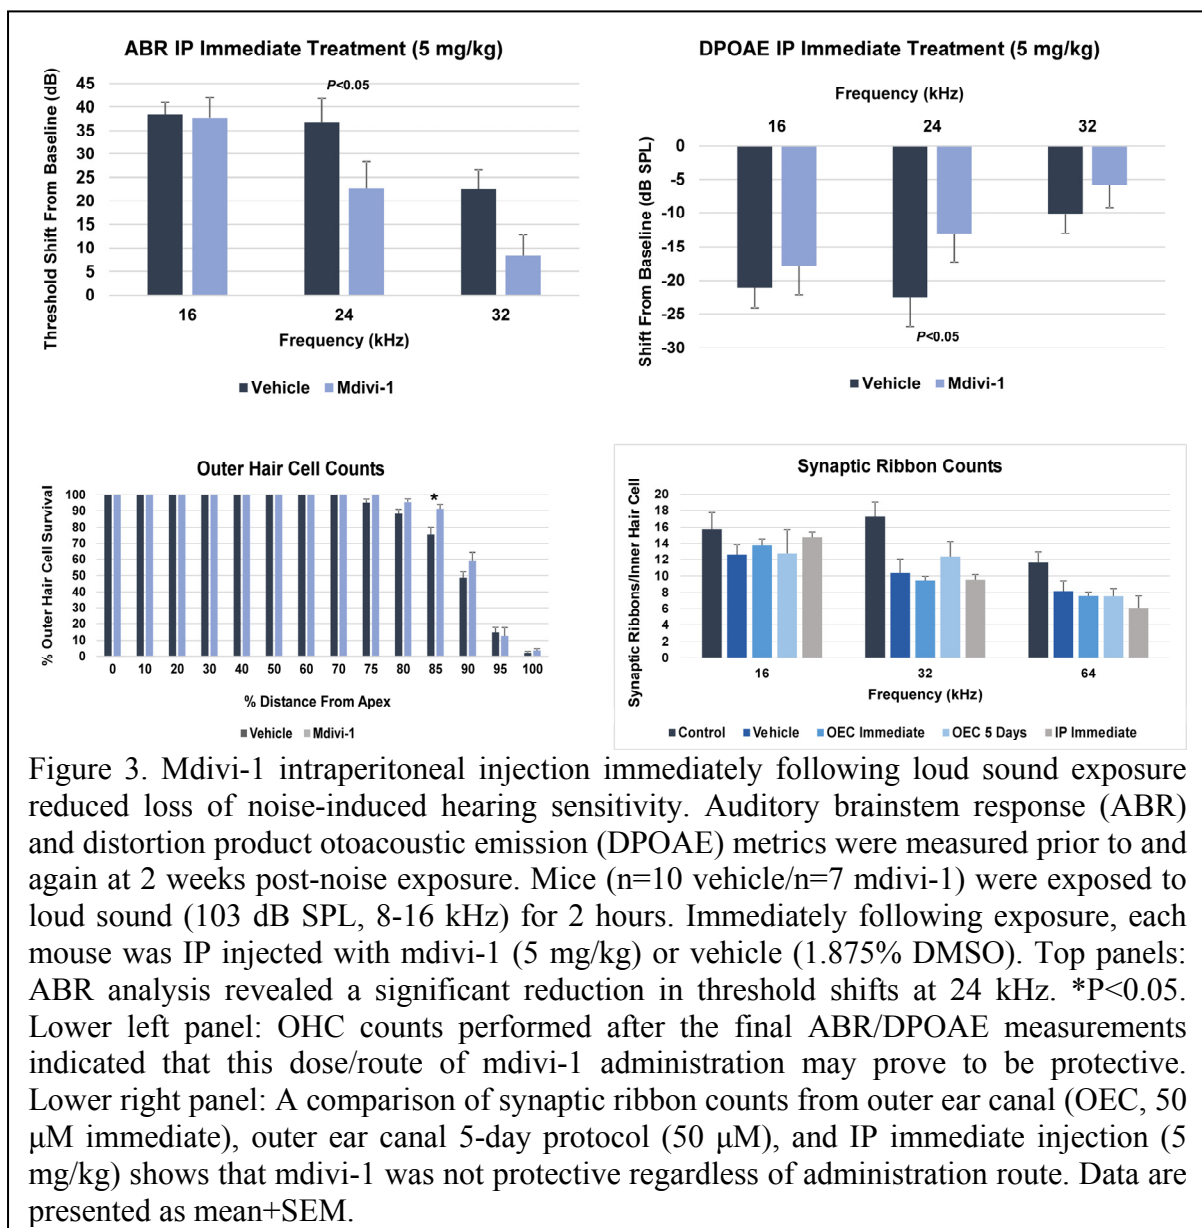 ABR IP Immediate Treatment (5 mg/kg)
Threshold Shift From Baseline (dB)
45
40
35
30
25
20
15
10
5
0
P<0.05
16 24 32
Frequency (kHz)
Vehicle Mdivi-1
DPOAE IP Immediate Treatment (5 mg/kg)
Frequency (kHz)
16 24 32
Shift From Baseline (dB SPL)
0
-5
-10
-15
-20
-25
-30
P<0.05
Vehicle Mdivi-1
Outer Hair Cell Counts
% Outer Hair Cell Survival
100
90
80
70
60
50
40
30
20
10
0
*
0 10 20 30 40 50 60 70 75 80 85 90 95 100
% Distance From Apex
Vehicle Mdivi-1
Synaptic Ribbon Counts
Synaptic Ribbons/Inner Hair Cell
20
18
16
14
12
10
8
6
4
2
0
16 32 64
Frequency (kHz)
Control Vehicle OEC Immediate OEC 5 Days IP Immediate
Figure 3. Mdivi-1 intraperitoneal injection immediately following loud sound exposure
reduced loss of noise-induced hearing sensitivity. Auditory brainstem response (ABR)
and distortion product otoacoustic emission (DPOAE) metrics were measured prior to and
again at 2 weeks post-noise exposure. Mice (n=10 vehicle/n=7 mdivi-1) were exposed to
loud sound (103 dB SPL, 8-16 kHz) for 2 hours. Immediately following exposure, each
mouse was IP injected with mdivi-1 (5 mg/kg) or vehicle (1.875% DMSO). Top panels:
ABR analysis revealed a significant reduction in threshold shifts at 24 kHz. *P<0.05.
Lower left panel: OHC counts performed after the final ABR/DPOAE measurements
indicated that this dose/route of mdivi-1 administration may prove to be protective.
Lower right panel: A comparison of synaptic ribbon counts from outer ear canal (OEC, 50
μM immediate), outer ear canal 5-day protocol (50 μM), and IP immediate injection (5
mg/kg) shows that mdivi-1 was not protective regardless of administration route. Data are
presented as mean+SEM.